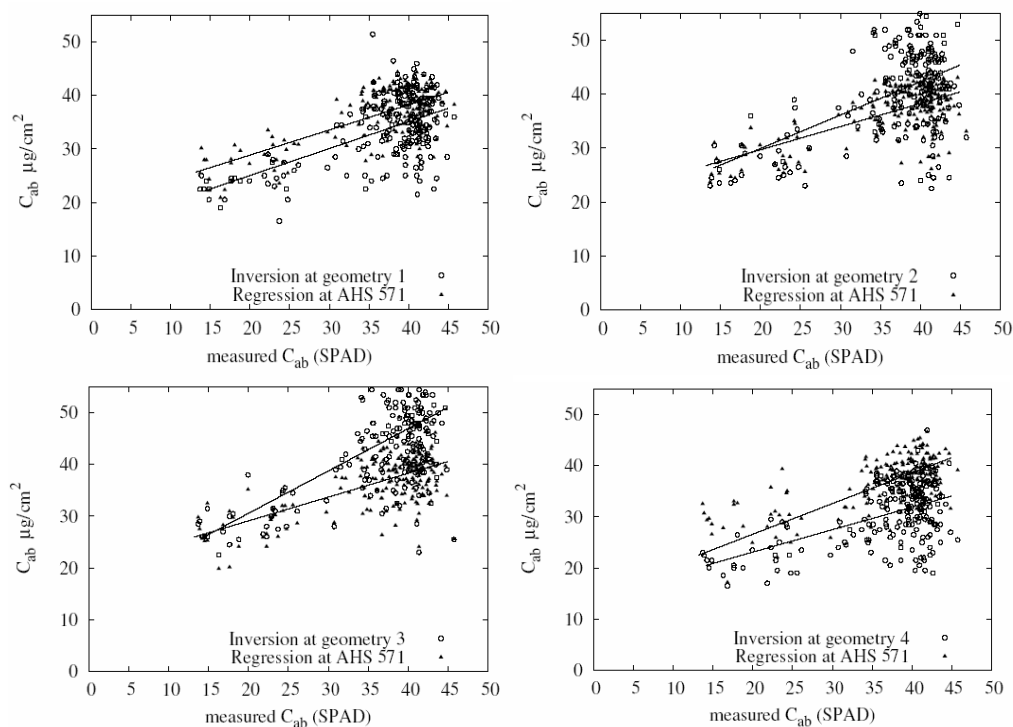 50
40
30
20
10
0
C_ab µg/cm²
Inversion at geometry 1
Regression at AHS 571
0 5 10 15 20 25 30 35 40 45 50
measured C_ab (SPAD)
50
40
30
20
10
0
C_ab µg/cm²
Inversion at geometry 2
Regression at AHS 571
0 5 10 15 20 25 30 35 40 45 50
measured C_ab (SPAD)
50
40
30
20
10
0
C_ab µg/cm²
Inversion at geometry 3
Regression at AHS 571
0 5 10 15 20 25 30 35 40 45 50
measured C_ab (SPAD)
50
40
30
20
10
0
C_ab µg/cm²
Inversion at geometry 4
Regression at AHS 571
0 5 10 15 20 25 30 35 40 45 50
measured C_ab (SPAD)